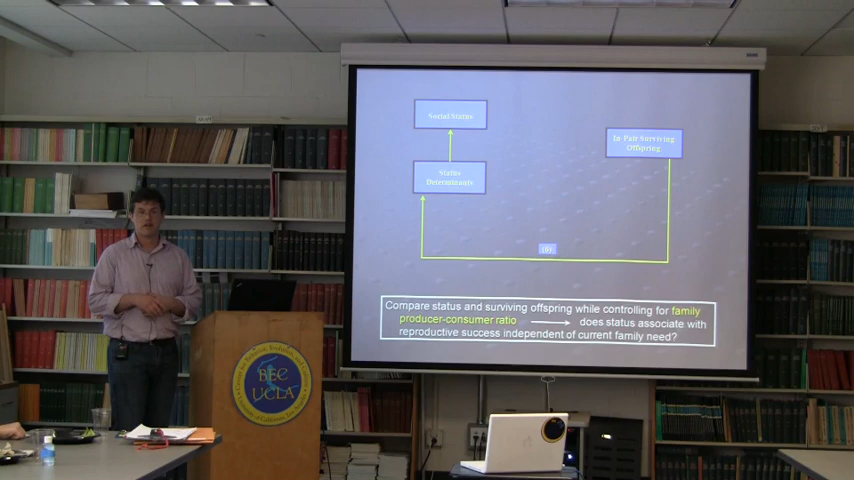 Social Status
In-Pair Surviving
Offspring
Status
Determinants
(6)
Compare status and surviving offspring while controlling for family
producer-consumer ratio → does status associate with
reproductive success independent of current family need?
BEC
UCLA